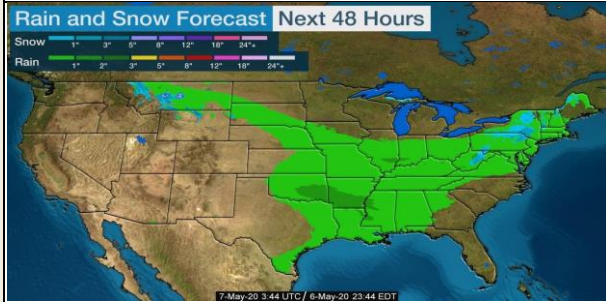 Rain and Snow Forecast Next 48 Hours
Snow 1" 3" 5" 8" 12" 18" 24"+
Rain 1" 2" 3" 5" 8" 12" 18" 24"+
7-May-20 3:44 UTC / 6-May-20 23:44 EDT